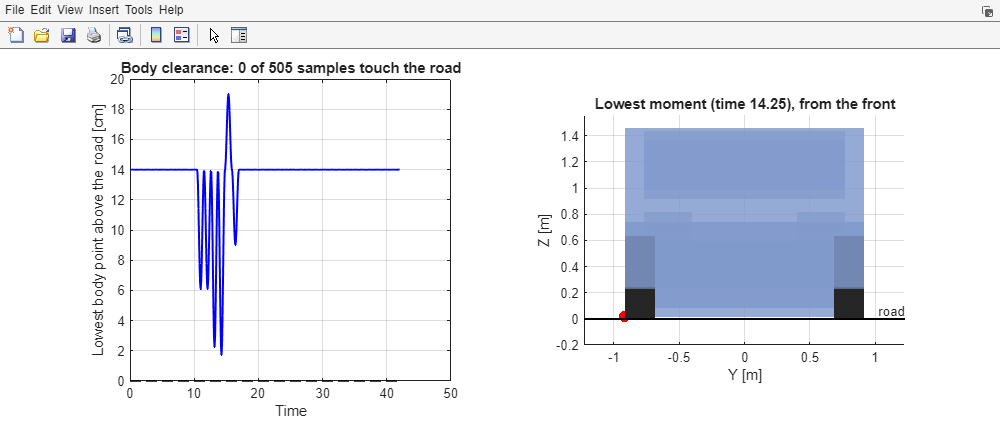 File Edit View Insert Tools Help
Body clearance: 0 of 505 samples touch the road
Lowest body point above the road [cm]
20
18
16
14
12
10
8
6
4
2
0
0 10 20 30 40 50
Time
Lowest moment (time 14.25), from the front
Z [m]
1.4
1.2
1
0.8
0.6
0.4
0.2
0
-0.2
road
-1 -0.5 0 0.5 1
Y [m]